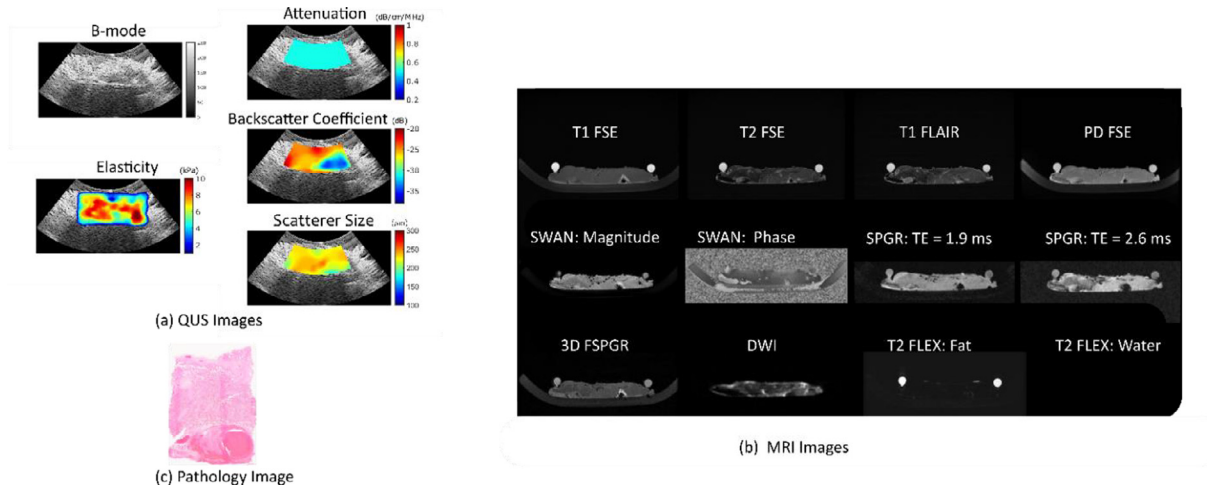 B-mode
Attenuation (dB/cm/MHz)
1
0.8
0.6
0.4
0.2
Backscatter Coefficient (dB)
-20
-25
-30
-35
Elasticity (kPa)
10
8
6
4
2
Scatterer Size
300
250
200
150
100
(a) QUS Images
(c) Pathology Image
T1 FSE
T2 FSE
T1 FLAIR
PD FSE
SWAN: Magnitude
SWAN: Phase
SPGR: TE = 1.9 ms
SPGR: TE = 2.6 ms
3D FSPGR
DWI
T2 FLEX: Fat
T2 FLEX: Water
(b) MRI Images